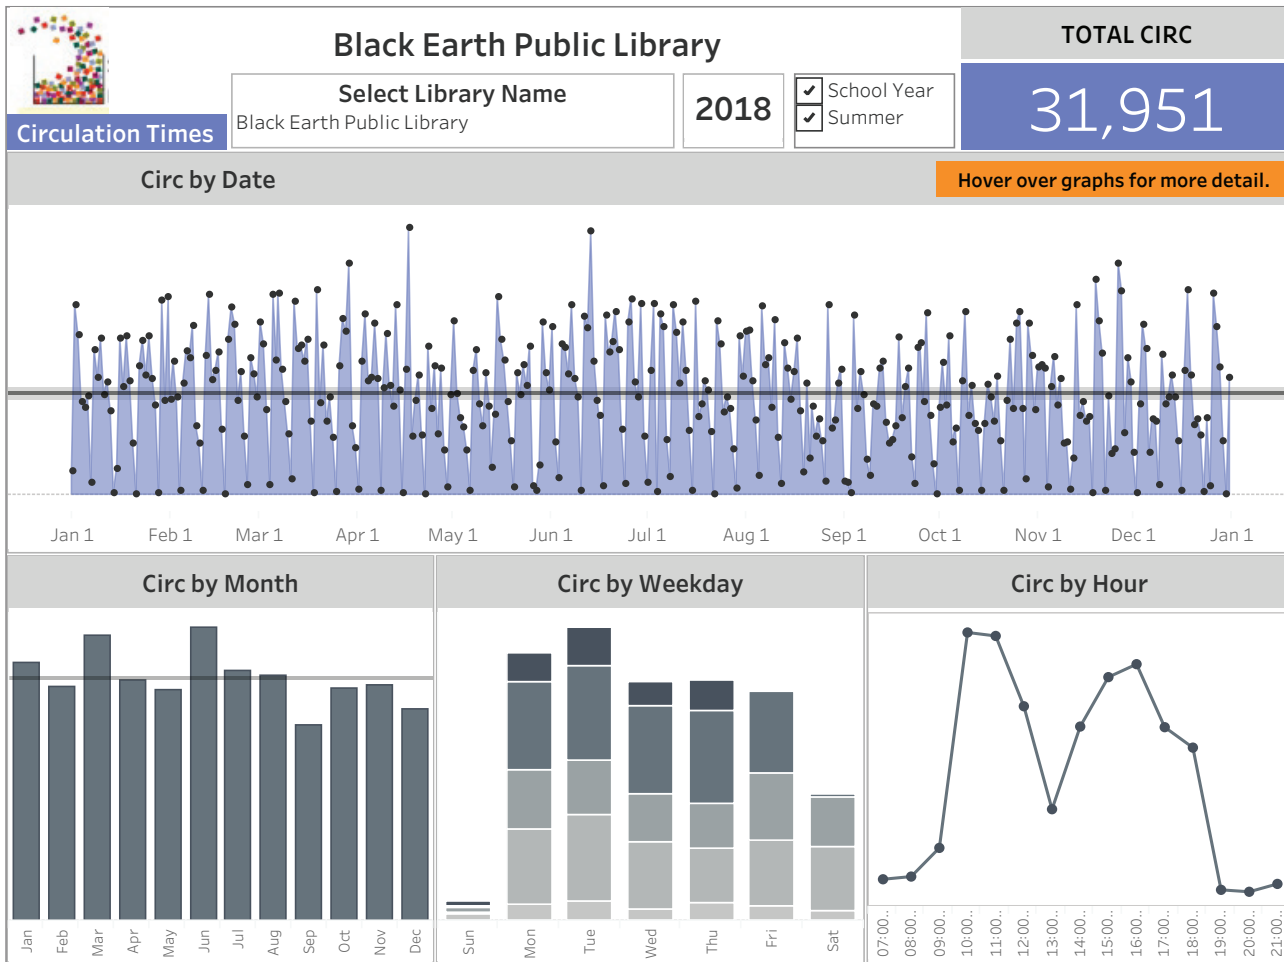 Black Earth Public Library
TOTAL CIRC
Select Library Name
Black Earth Public Library
2018
School Year
Summer
31,951
Circulation Times
Circ by Date
Hover over graphs for more detail.
Jan 1 Feb 1 Mar 1 Apr 1 May 1 Jun 1 Jul 1 Aug 1 Sep 1 Oct 1 Nov 1 Dec 1 Jan 1
Circ by Month
Jan Feb Mar Apr May Jun Jul Aug Sep Oct Nov Dec
Circ by Weekday
Sun Mon Tue Wed Thu Fri Sat
Circ by Hour
07:00.. 08:00.. 09:00.. 10:00.. 11:00.. 12:00.. 13:00.. 14:00.. 15:00.. 16:00.. 17:00.. 18:00.. 19:00.. 20:00.. 21:00..